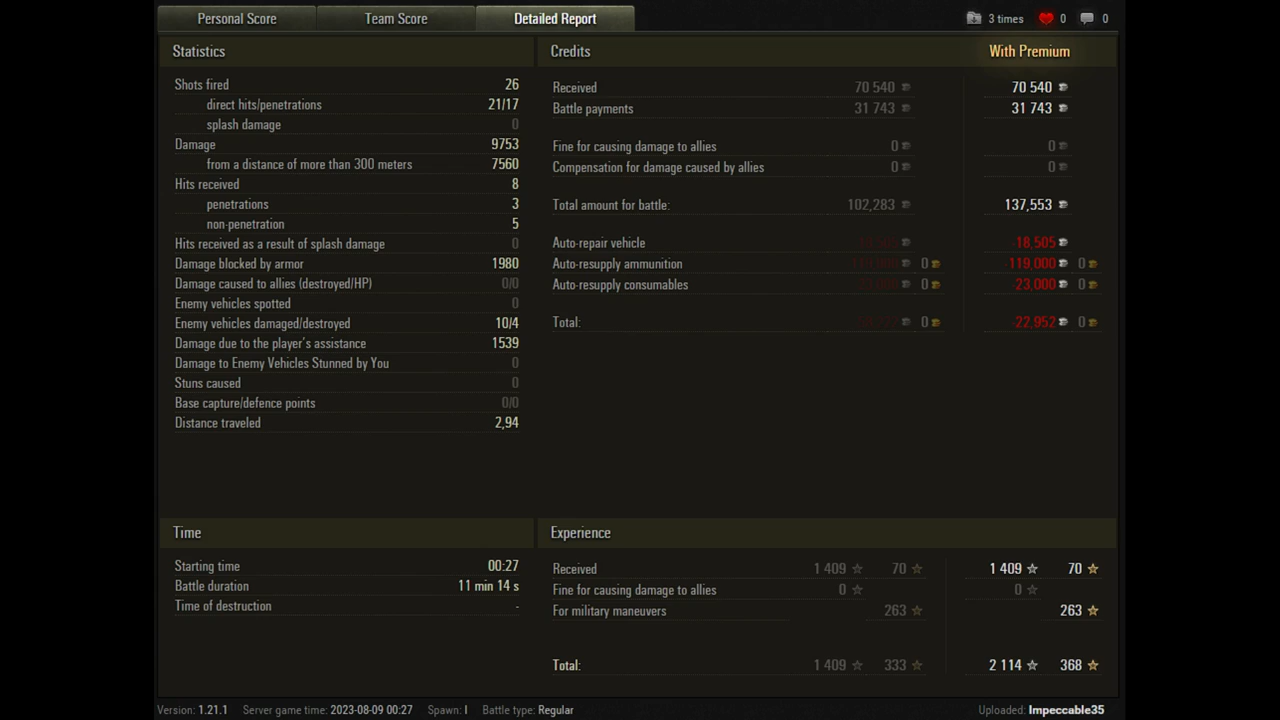 Personal Score
Team Score
Detailed Report
3 times 0 0
Statistics
Shots fired 26
direct hits/penetrations 21/17
splash damage 0
Damage 9753
from a distance of more than 300 meters 7560
Hits received 8
penetrations 3
non-penetration 5
Hits received as a result of splash damage 0
Damage blocked by armor 1980
Damage caused to allies (destroyed/HP) 0/0
Enemy vehicles spotted 0
Enemy vehicles damaged/destroyed 10/4
Damage due to the player's assistance 1539
Damage to Enemy Vehicles Stunned by You 0
Stuns caused 0
Base capture/defence points 0/0
Distance traveled 2,94
Credits With Premium
Received 70 540 70 540
Battle payments 31 743 31 743
Fine for causing damage to allies 0 0
Compensation for damage caused by allies 0 0
Total amount for battle: 102,283 137,553
Auto-repair vehicle -18,505
Auto-resupply ammunition 0 -119,000 0
Auto-resupply consumables 0 -23,000 0
Total: 0 -22,952 0
Time
Starting time 00:27
Battle duration 11 min 14 s
Time of destruction -
Experience
Received 1 409 70 1 409 70
Fine for causing damage to allies 0 0
For military maneuvers 263 263
Total: 1 409 333 2 114 368
Version: 1.21.1 Server game time: 2023-08-09 00:27 Spawn: I Battle type: Regular Uploaded: Impeccable35